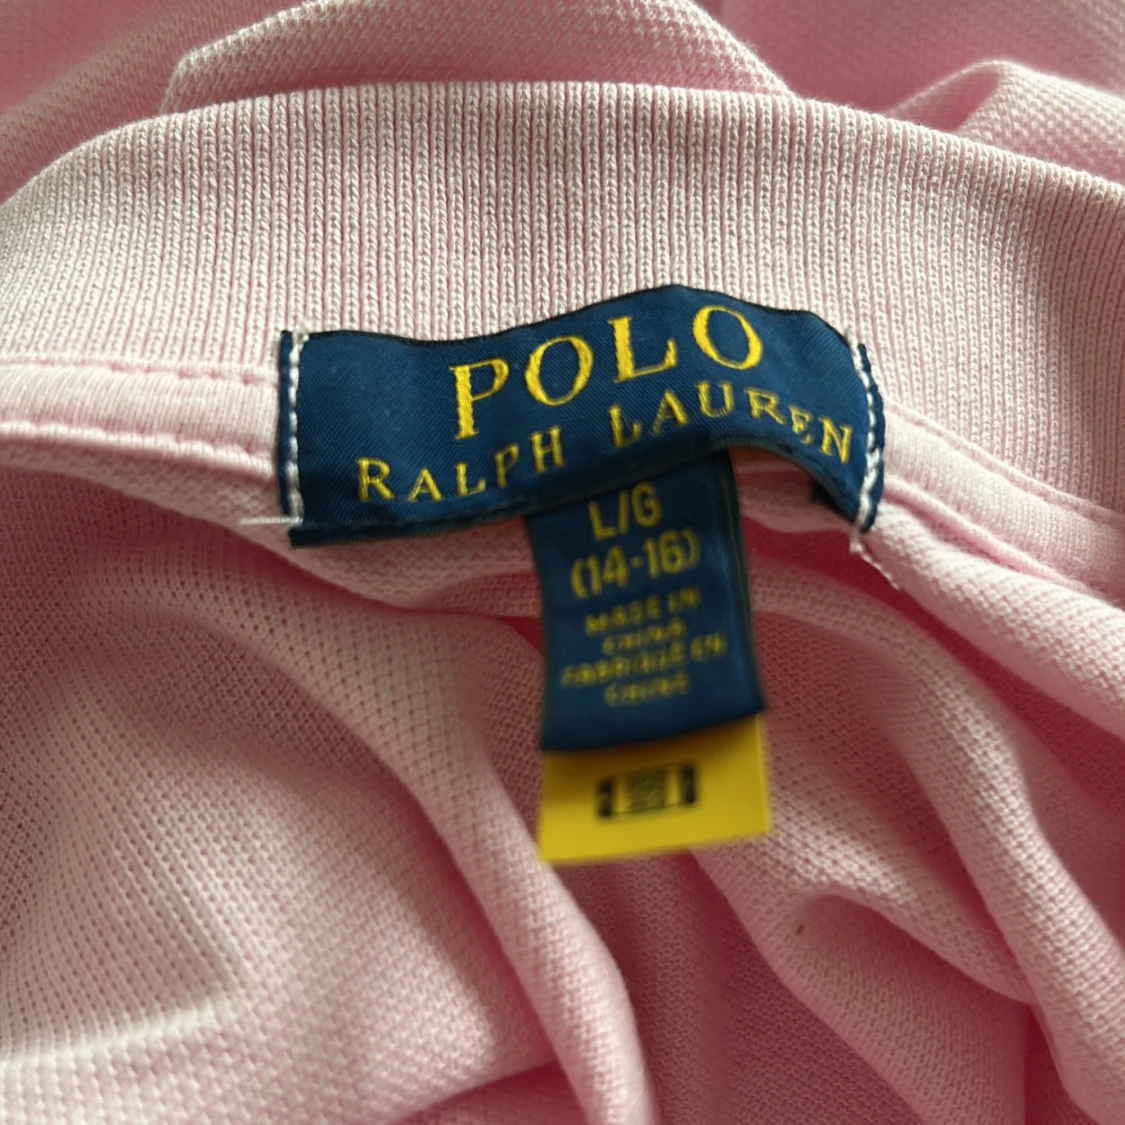 POLO
RALPH LAUREN
L/G
(14-16)
MADE IN
CHINA
FABRIQUÉ EN
CHINE